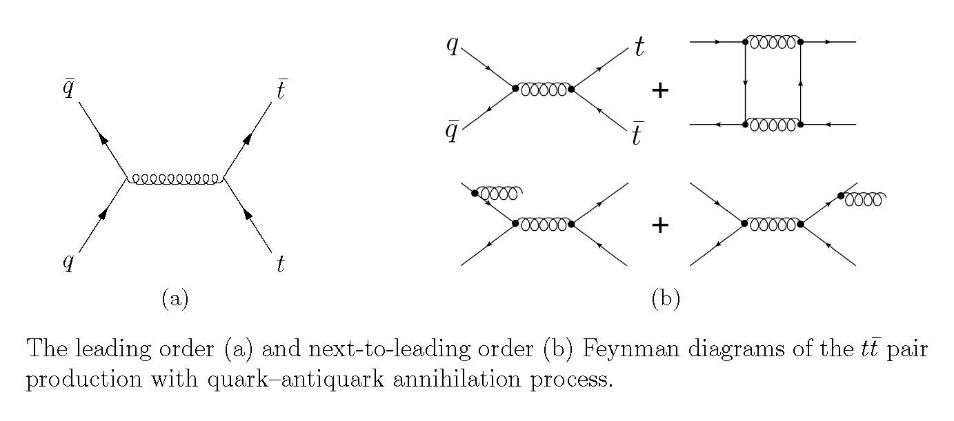 q̄
t̄
q
t
(a)
q
t
+
q̄
t̄
+
(b)
The leading order (a) and next-to-leading order (b) Feynman diagrams of the tt̄ pair
production with quark–antiquark annihilation process.